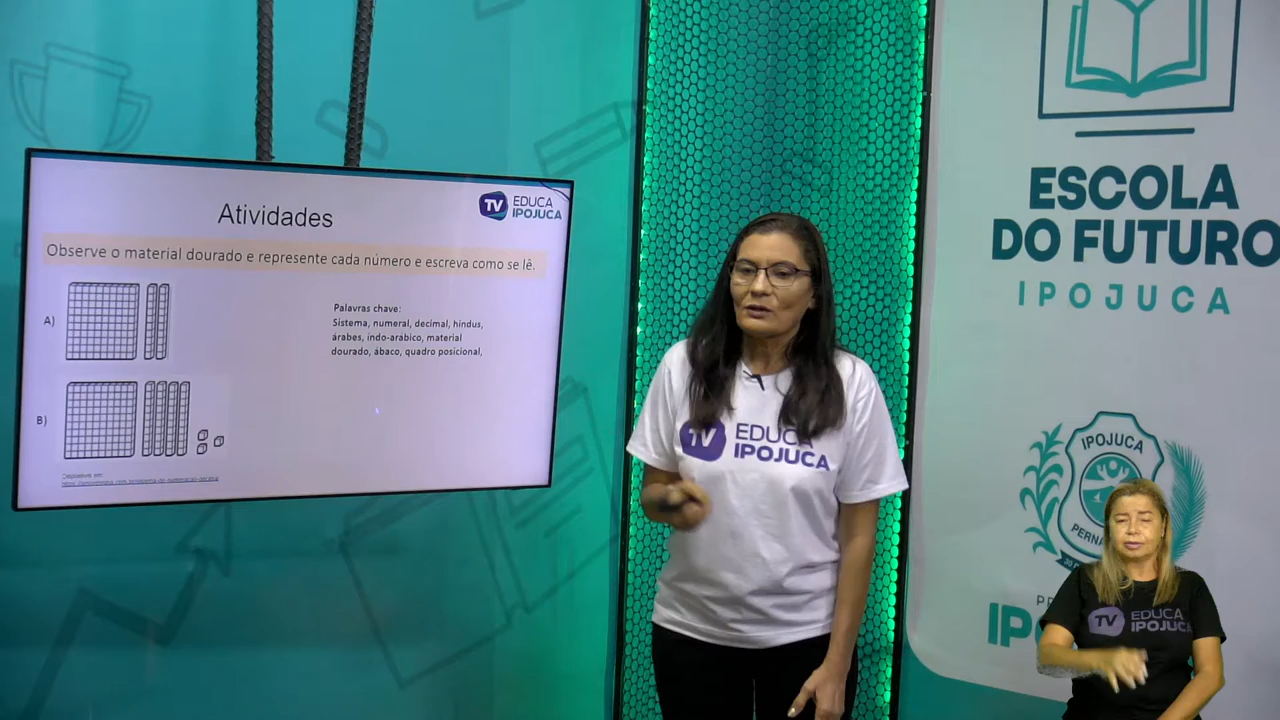 Atividades
TV EDUCA
IPOJUCA
Observe o material dourado e represente cada número e escreva como se lê.
A)
Palavras chave:
Sistema, numeral, decimal, hindus,
árabes, indo-arábico, material
dourado, ábaco, quadro posicional,
B)
Disponível em:
TV EDUCA
IPOJUCA
ESCOLA
DO FUTURO
IPOJUCA
IPOJUCA
TV EDUCA
IPOJUCA